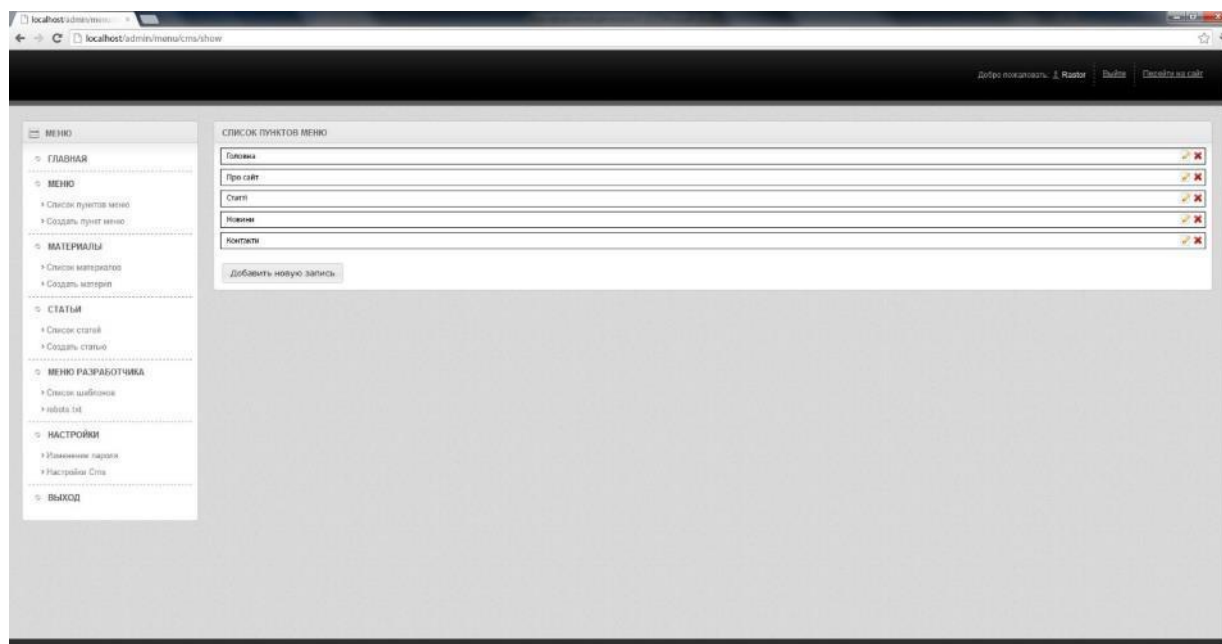 localhost/admin/menu
localhost/admin/menu/cms/show
Добро пожаловать, Rastor Выйти Перейти на сайт
МЕНЮ
ГЛАВНАЯ
МЕНЮ
Список пунктов меню
Создать пункт меню
МАТЕРИАЛЫ
Список материалов
Создать материал
СТАТЬИ
Список статей
Создать статью
МЕНЮ РАЗРАБОТЧИКА
Список шаблонов
robots.txt
НАСТРОЙКИ
Изменение пароля
Настройки Cms
ВЫХОД
СПИСОК ПУНКТОВ МЕНЮ
Головна
Про сайт
Статті
Новини
Контакти
Добавить новую запись